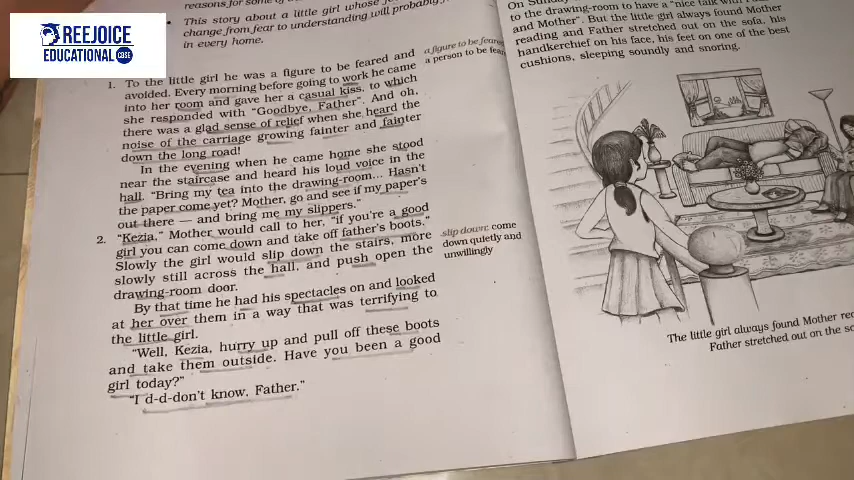 REEJOICE
EDUCATIONAL CBSE
reasons for some of
This story about a little girl whose
change from fear to understanding will probably
in every home.
1. To the little girl he was a figure to be feared and
avoided. Every morning before going to work he came
into her room and gave her a casual kiss, to which
she responded with "Goodbye, Father". And oh,
there was a glad sense of relief when she heard the
noise of the carriage growing fainter and fainter
down the long road!
In the evening when he came home she stood
near the staircase and heard his loud voice in the
hall. "Bring my tea into the drawing-room... Hasn't
the paper come yet? Mother, go and see if my paper's
out there — and bring me my slippers."
2. "Kezia," Mother would call to her, "if you're a good
girl you can come down and take off father's boots."
Slowly the girl would slip down the stairs, more
slowly still across the hall, and push open the
drawing-room door.
By that time he had his spectacles on and looked
at her over them in a way that was terrifying to
the little girl.
"Well, Kezia, hurry up and pull off these boots
and take them outside. Have you been a good
girl today?"
"I d-d-don't know, Father."
a figure to be feared:
a person to be feared
slip down: come
down quietly and
unwillingly
On Sunday
to the drawing-room to have a "nice talk with
and Mother". But the little girl always found Mother
reading and Father stretched out on the sofa, his
handkerchief on his face, his feet on one of the best
cushions, sleeping soundly and snoring.
The little girl always found Mother
Father stretched out on the